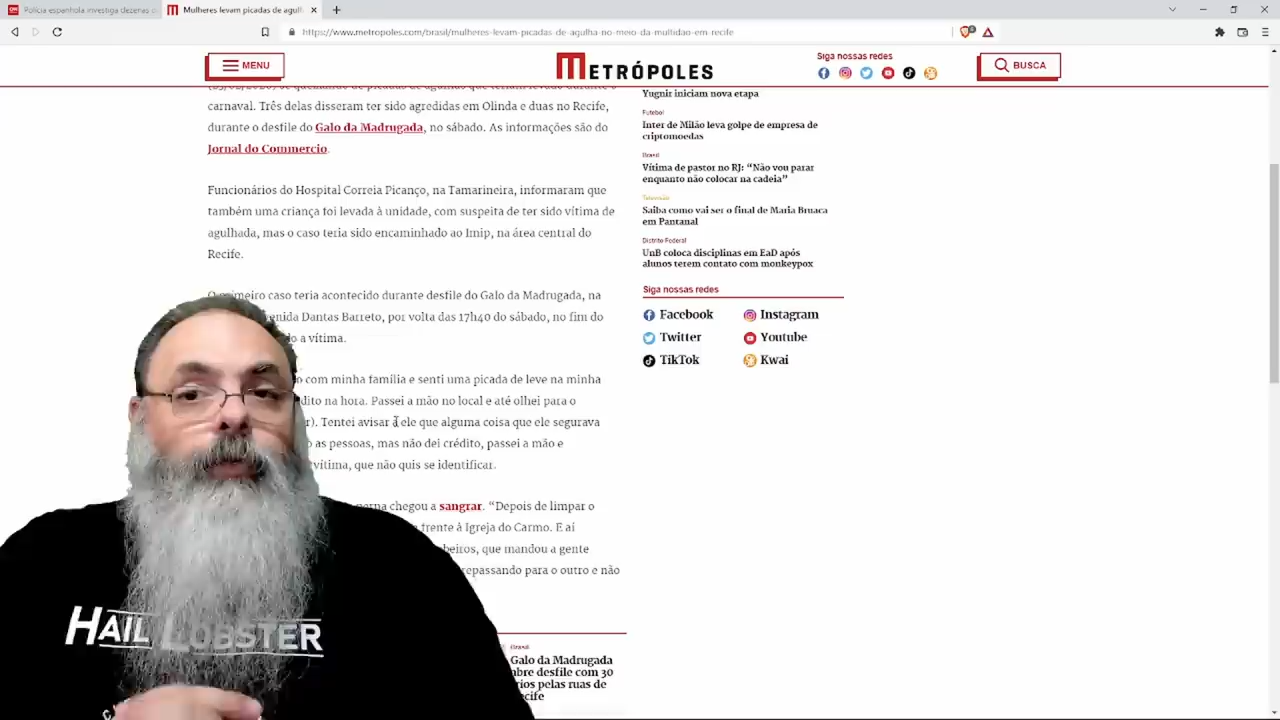 Polícia espanhola investiga dezenas d
Mulheres levam picadas de agulh
https://www.metropoles.com/brasil/mulheres-levam-picadas-de-agulha-no-meio-da-multidao-em-recife
MENU
METRÓPOLES
Siga nossas redes
BUSCA
carnaval. Três delas disseram ter sido agredidas em Olinda e duas no Recife,
durante o desfile do Galo da Madrugada, no sábado. As informações são do
Jornal do Commercio.
Funcionários do Hospital Correia Picanço, na Tamarineira, informaram que
também uma criança foi levada à unidade, com suspeita de ter sido vítima de
agulhada, mas o caso teria sido encaminhado ao Imip, na área central do
Recife.
O primeiro caso teria acontecido durante desfile do Galo da Madrugada, na
enida Dantas Barreto, por volta das 17h40 do sábado, no fim do
o a vítima.
o com minha família e senti uma picada de leve na minha
dito na hora. Passei a mão no local e até olhei para o
r). Tentei avisar a ele que alguma coisa que ele segurava
o as pessoas, mas não dei crédito, passei a mão e
vítima, que não quis se identificar.
perna chegou a sangrar. “Depois de limpar o
frente à Igreja do Carmo. E aí
beiros, que mandou a gente
repassando para o outro e não
Brasil
Galo da Madrugada
abre desfile com 30
trios pelas ruas de
Recife
Yugnir iniciam nova etapa
Futebol
Inter de Milão leva golpe de empresa de
criptomoedas
Brasil
Vítima de pastor no RJ: “Não vou parar
enquanto não colocar na cadeia”
Televisão
Saiba como vai ser o final de Maria Bruaca
em Pantanal
Distrito Federal
UnB coloca disciplinas em EaD após
alunos terem contato com monkeypox
Siga nossas redes
Facebook
Instagram
Twitter
Youtube
TikTok
Kwai
HAIL LOBSTER